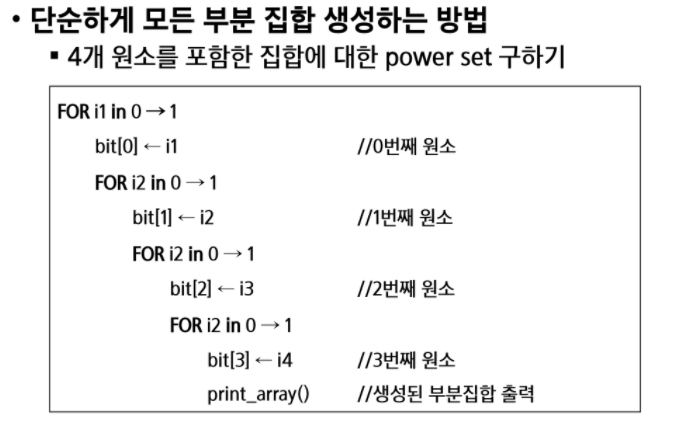 • 단순하게 모든 부분 집합 생성하는 방법
▪ 4개 원소를 포함한 집합에 대한 power set 구하기
FOR i1 in 0 → 1
bit[0] ← i1 //0번째 원소
FOR i2 in 0 → 1
bit[1] ← i2 //1번째 원소
FOR i2 in 0 → 1
bit[2] ← i3 //2번째 원소
FOR i2 in 0 → 1
bit[3] ← i4 //3번째 원소
print_array() //생성된 부분집합 출력